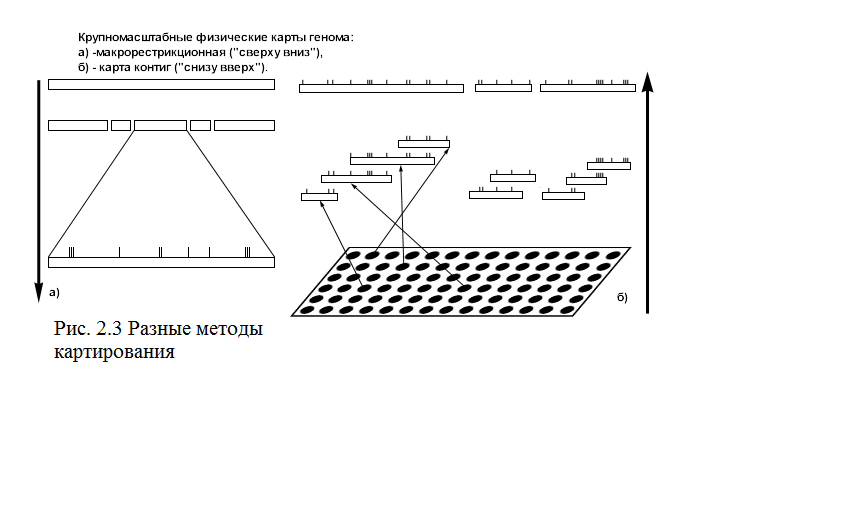 Крупномасштабные физические карты генома:
а) -макрорестрикционная ("сверху вниз"),
б) - карта контиг ("снизу вверх").
а)
б)
Рис. 2.3 Разные методы
картирования